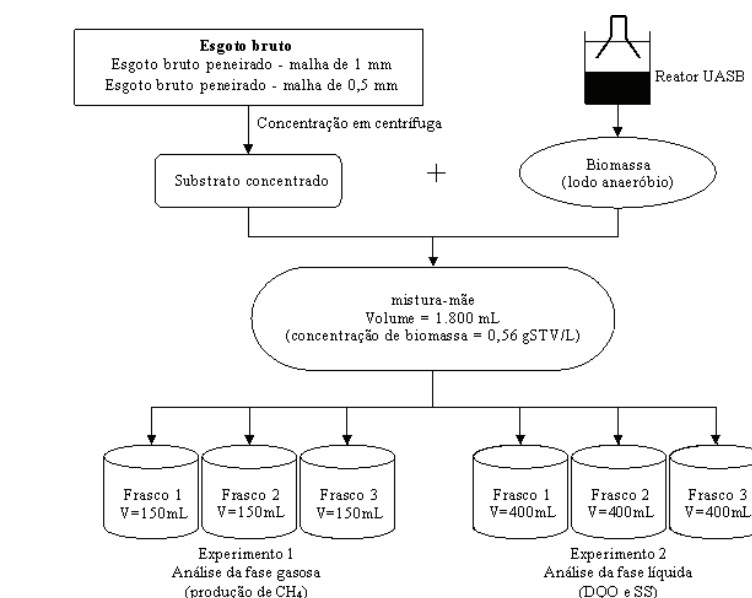 Esgoto bruto
Esgoto bruto peneirado - malha de 1 mm
Esgoto bruto peneirado - malha de 0,5 mm
Reator UASB
Concentração em centrífuga
Substrato concentrado
+
Biomassa
(lodo anaeróbio)
mistura-mãe
Volume = 1.800 mL
(concentração de biomassa = 0,56 gSTV/L)
Frasco 1
V=150mL
Frasco 2
V=150mL
Frasco 3
V=150mL
Frasco 1
V=400mL
Frasco 2
V=400mL
Frasco 3
V=400mL
Experimento 1
Análise da fase gasosa
(produção de CH4)
Experimento 2
Análise da fase líquida
(DQO e SS)